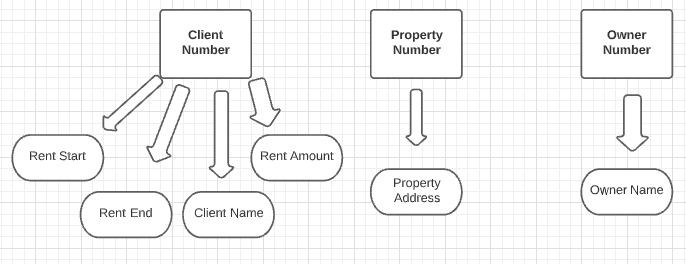 Client
Number
Property
Number
Owner
Number
Rent Start
Rent Amount
Property
Address
Owner Name
Rent End
Client Name